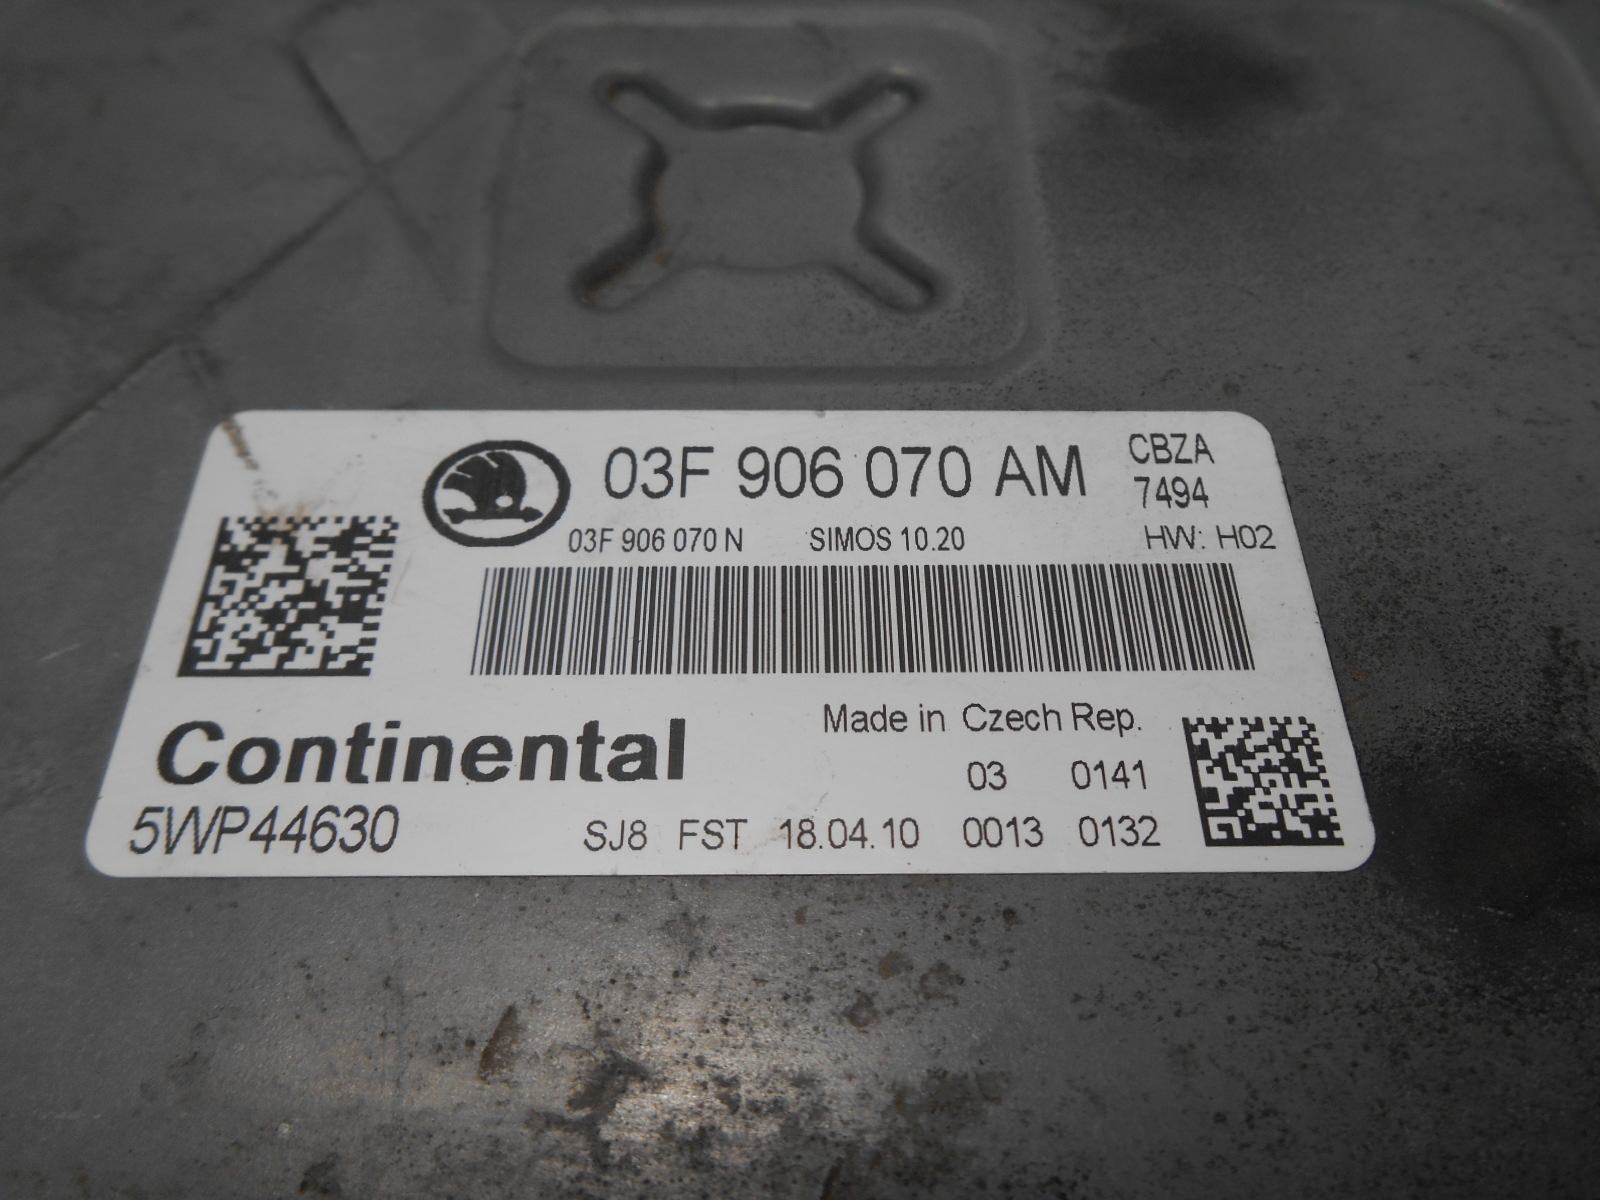 03F 906 070 AM CBZA
7494
03F 906 070 N SIMOS 10.20 HW: H02
Made in Czech Rep.
Continental
03 0141
5WP44630 SJ8 FST 18.04.10 0013 0132